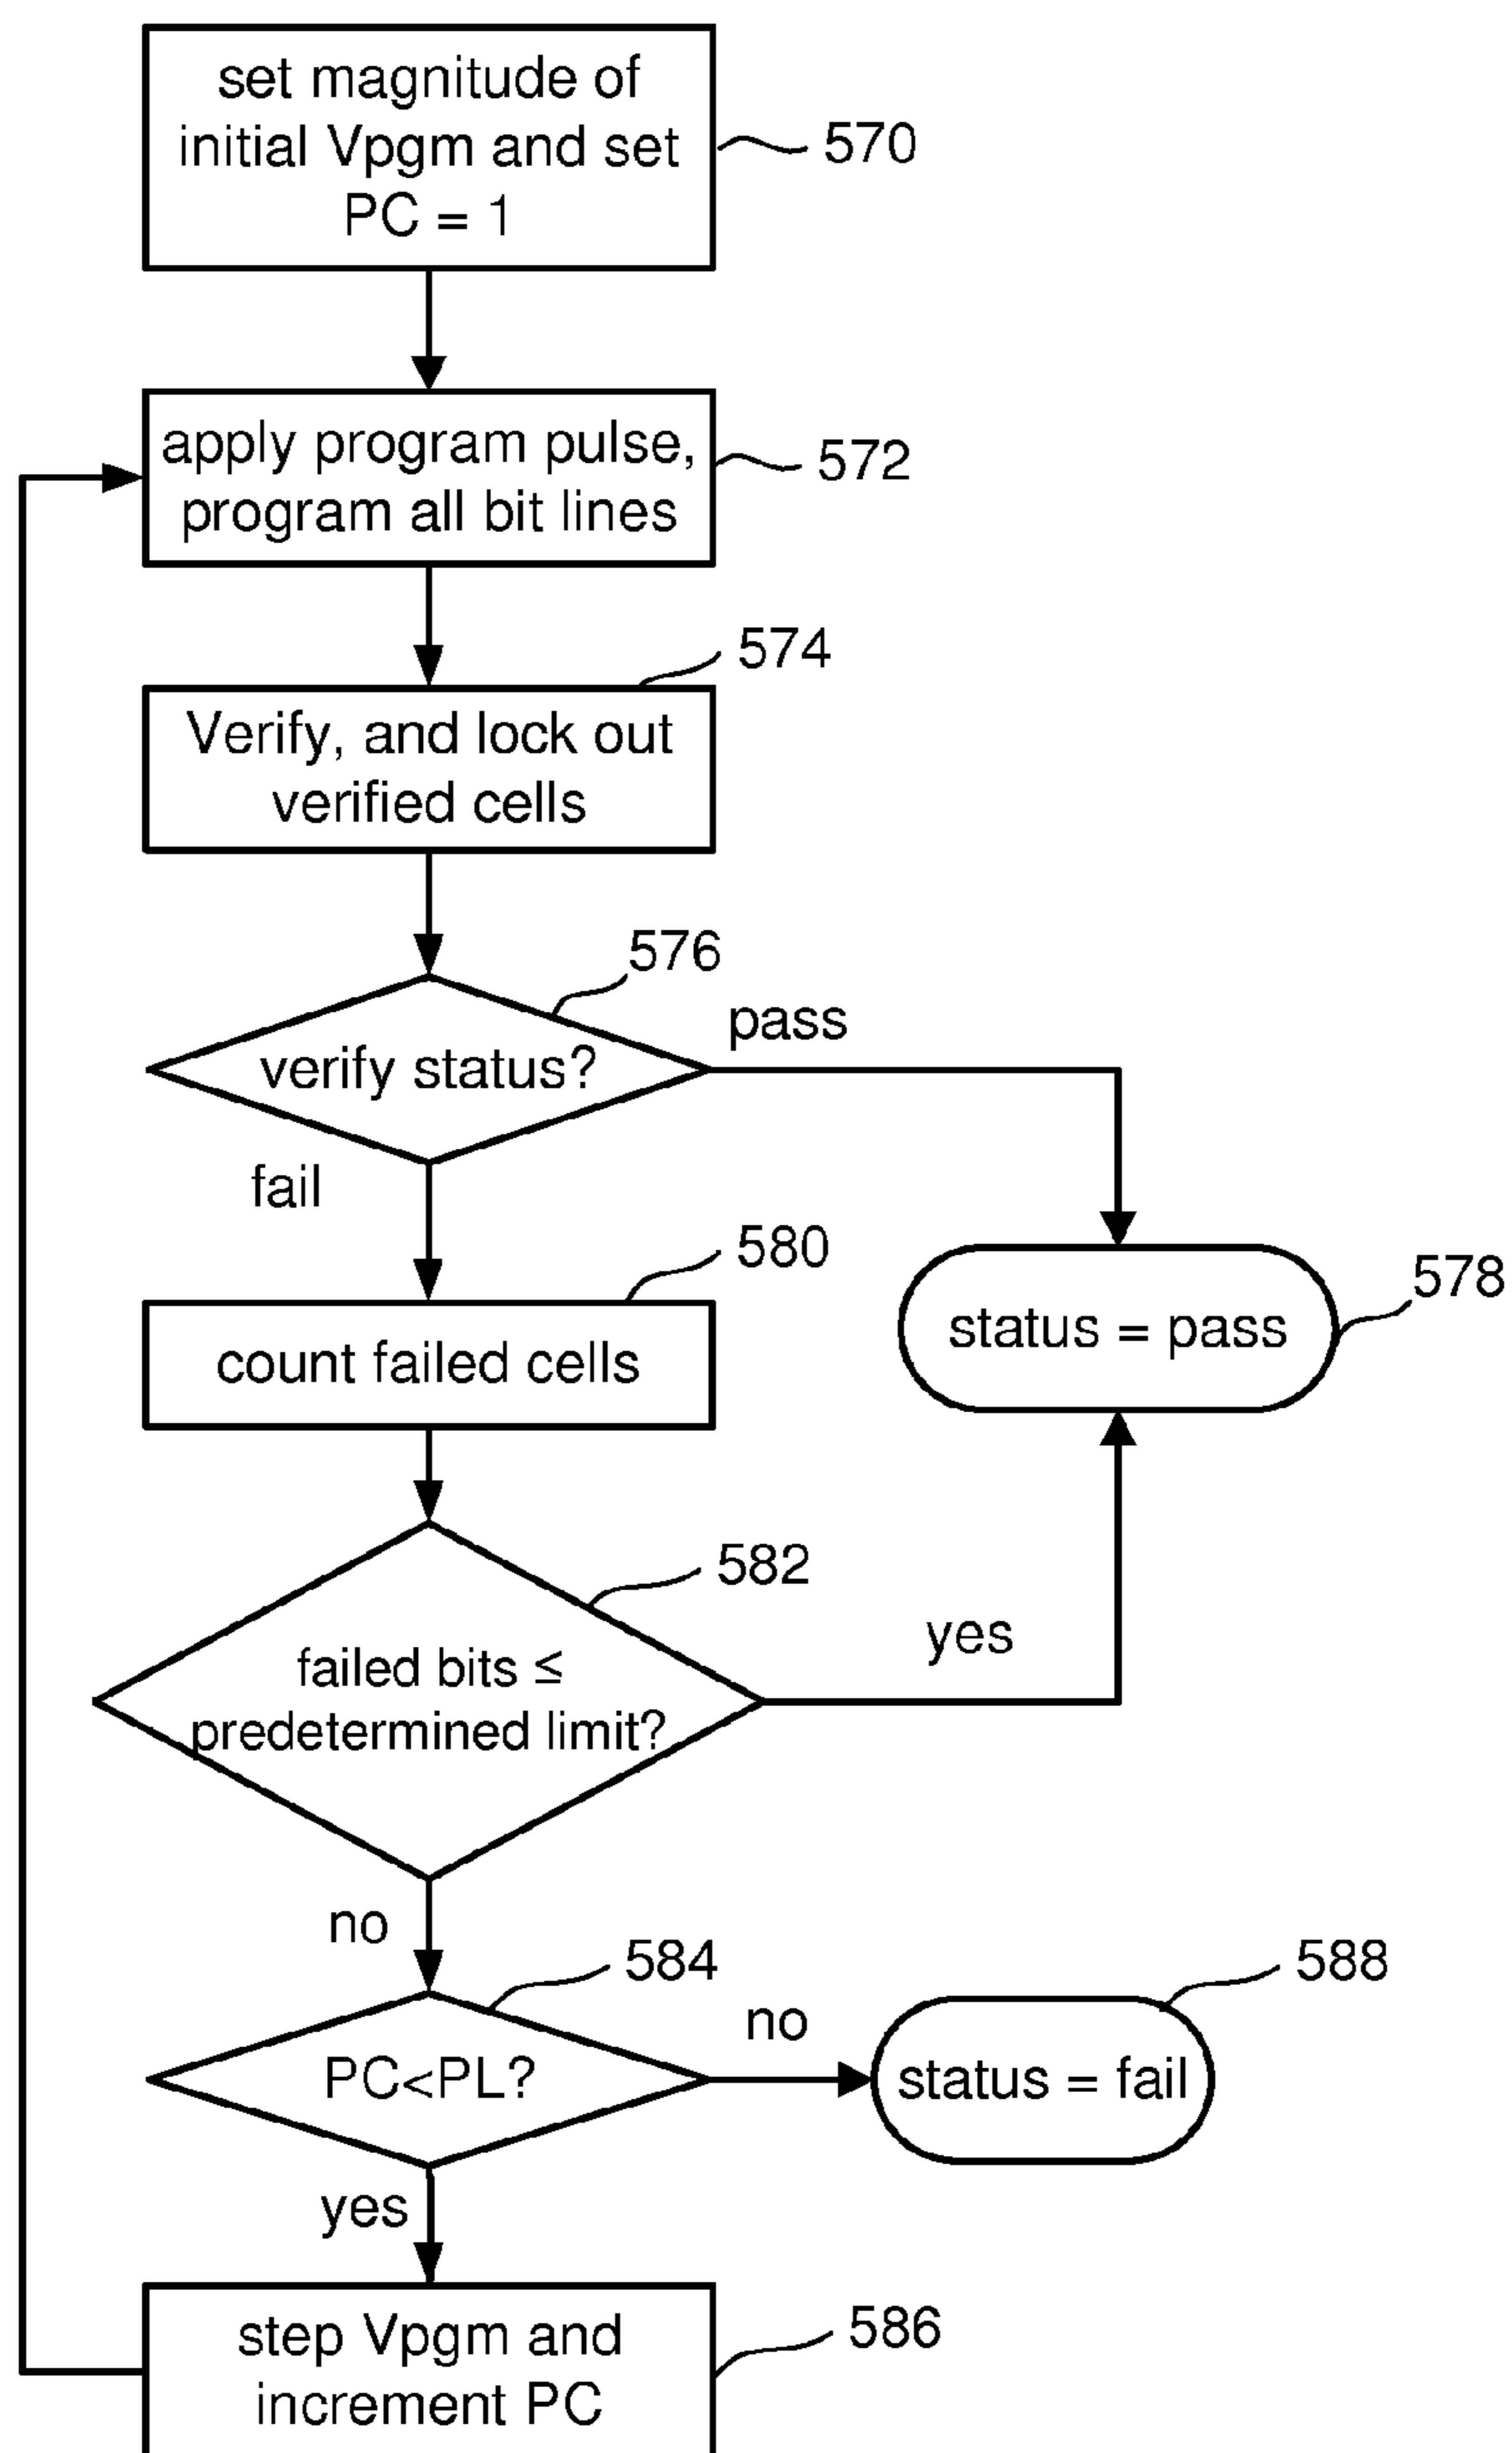 set magnitude of
initial Vpgm and set
PC = 1
570
apply program pulse,
program all bit lines
572
574
Verify, and lock out
verified cells
576
pass
verify status?
fail
580
578
status = pass
count failed cells
582
yes
failed bits ≤
predetermined limit?
no
584
588
no
PC<PL?
status = fail
yes
step Vpgm and
increment PC
586